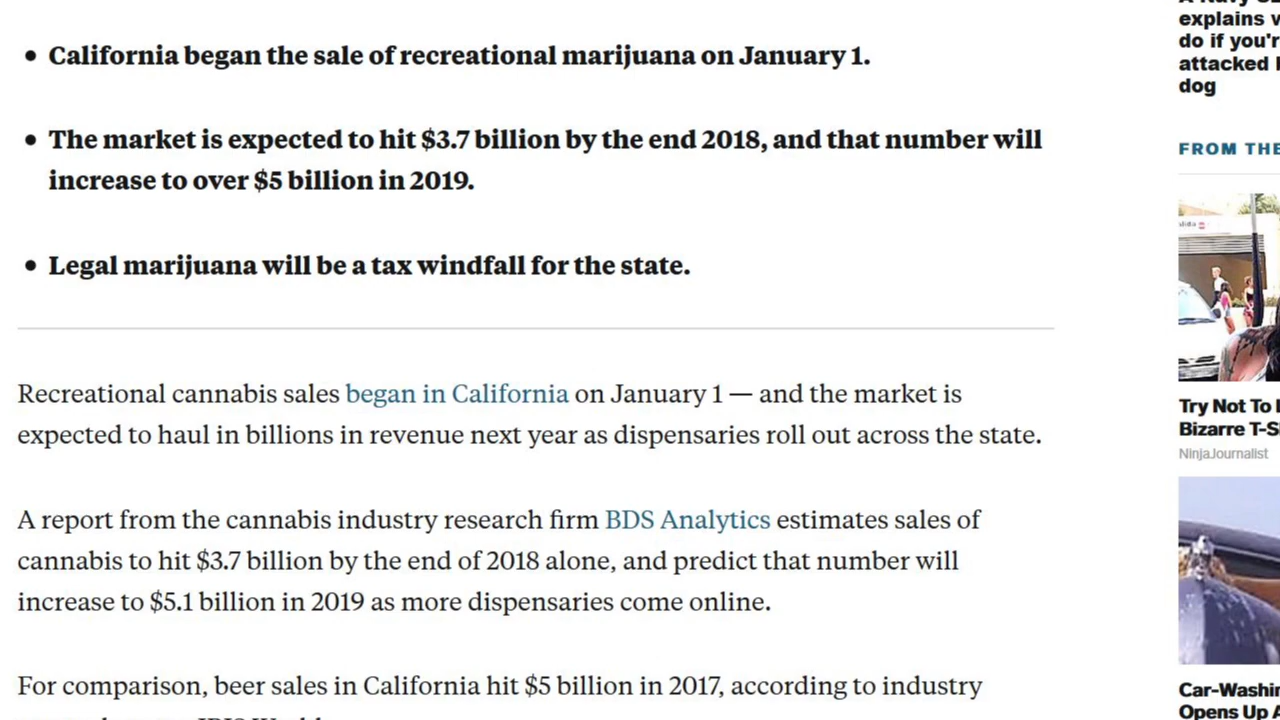 California began the sale of recreational marijuana on January 1.
The market is expected to hit $3.7 billion by the end 2018, and that number will
increase to over $5 billion in 2019.
Legal marijuana will be a tax windfall for the state.
Recreational cannabis sales began in California on January 1 — and the market is
expected to haul in billions in revenue next year as dispensaries roll out across the state.
A report from the cannabis industry research firm BDS Analytics estimates sales of
cannabis to hit $3.7 billion by the end of 2018 alone, and predict that number will
increase to $5.1 billion in 2019 as more dispensaries come online.
For comparison, beer sales in California hit $5 billion in 2017, according to industry
explains
do if you'r
attacked
dog
FROM THE
Try Not To
Bizarre T-S
NinjaJournalist
Car-Washin
Opens Up A